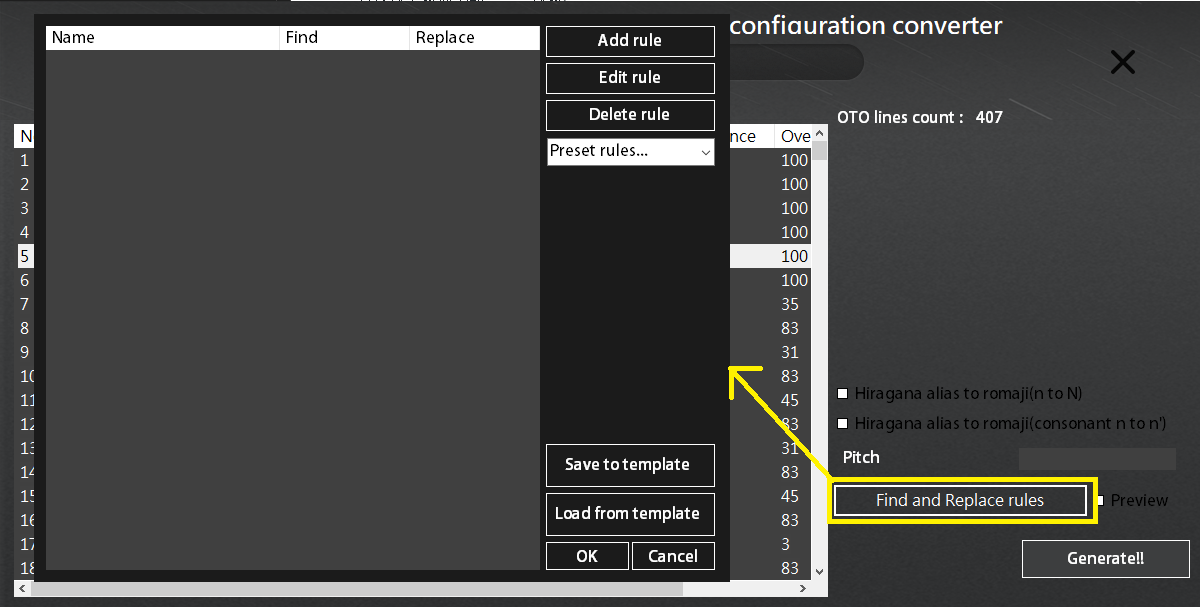 configuration converter
Name Find Replace
Add rule
Edit rule
Delete rule
Preset rules...
OTO lines count : 407
N nce Ove
1 100
2 100
3 100
4 100
5 100
6 100
7 35
8 83
9 31
10 83
11 45
12 83
13 31
14 83
15 45
16 83
17 3
18 83
Hiragana alias to romaji(n to N)
Hiragana alias to romaji(consonant n to n')
Pitch
Save to template
Find and Replace rules
Preview
Load from template
OK Cancel
Generate!!